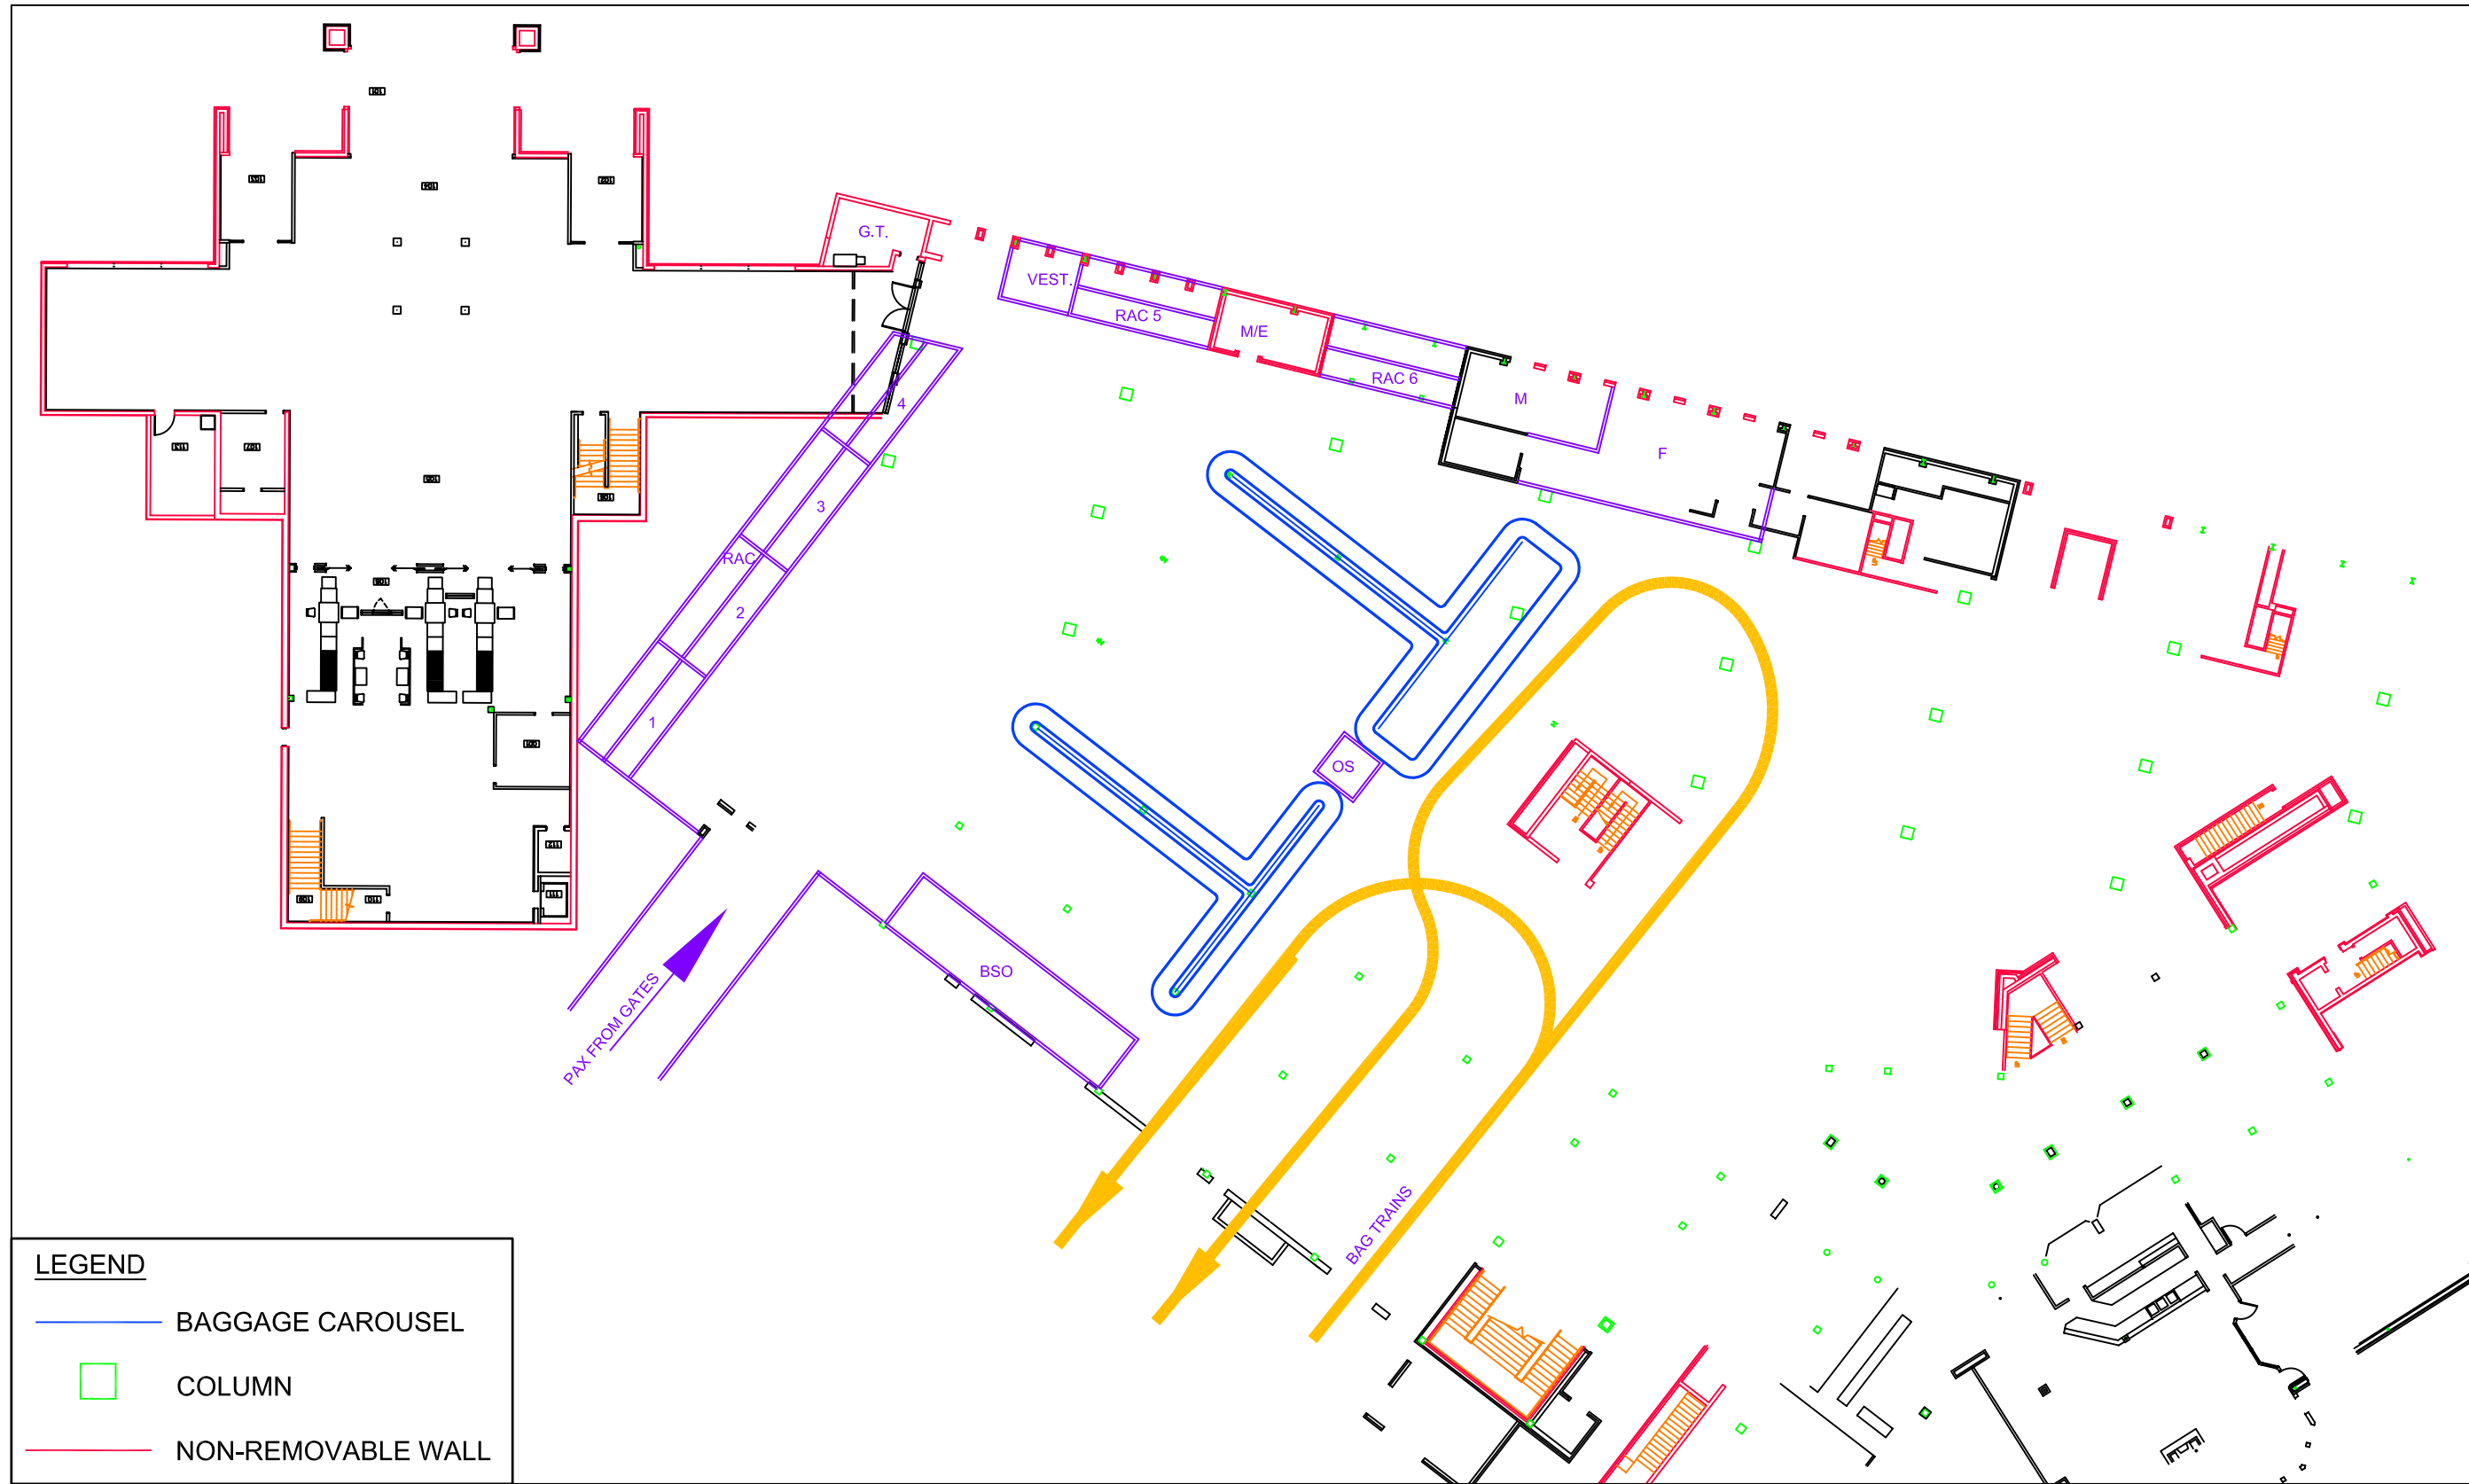 G.T.
VEST.
RAC 5
M/E
RAC 6
M
F
4
3
RAC
2
1
OS
BSO
PAX FROM GATES
BAG TRAINS
LEGEND
BAGGAGE CAROUSEL
COLUMN
NON-REMOVABLE WALL